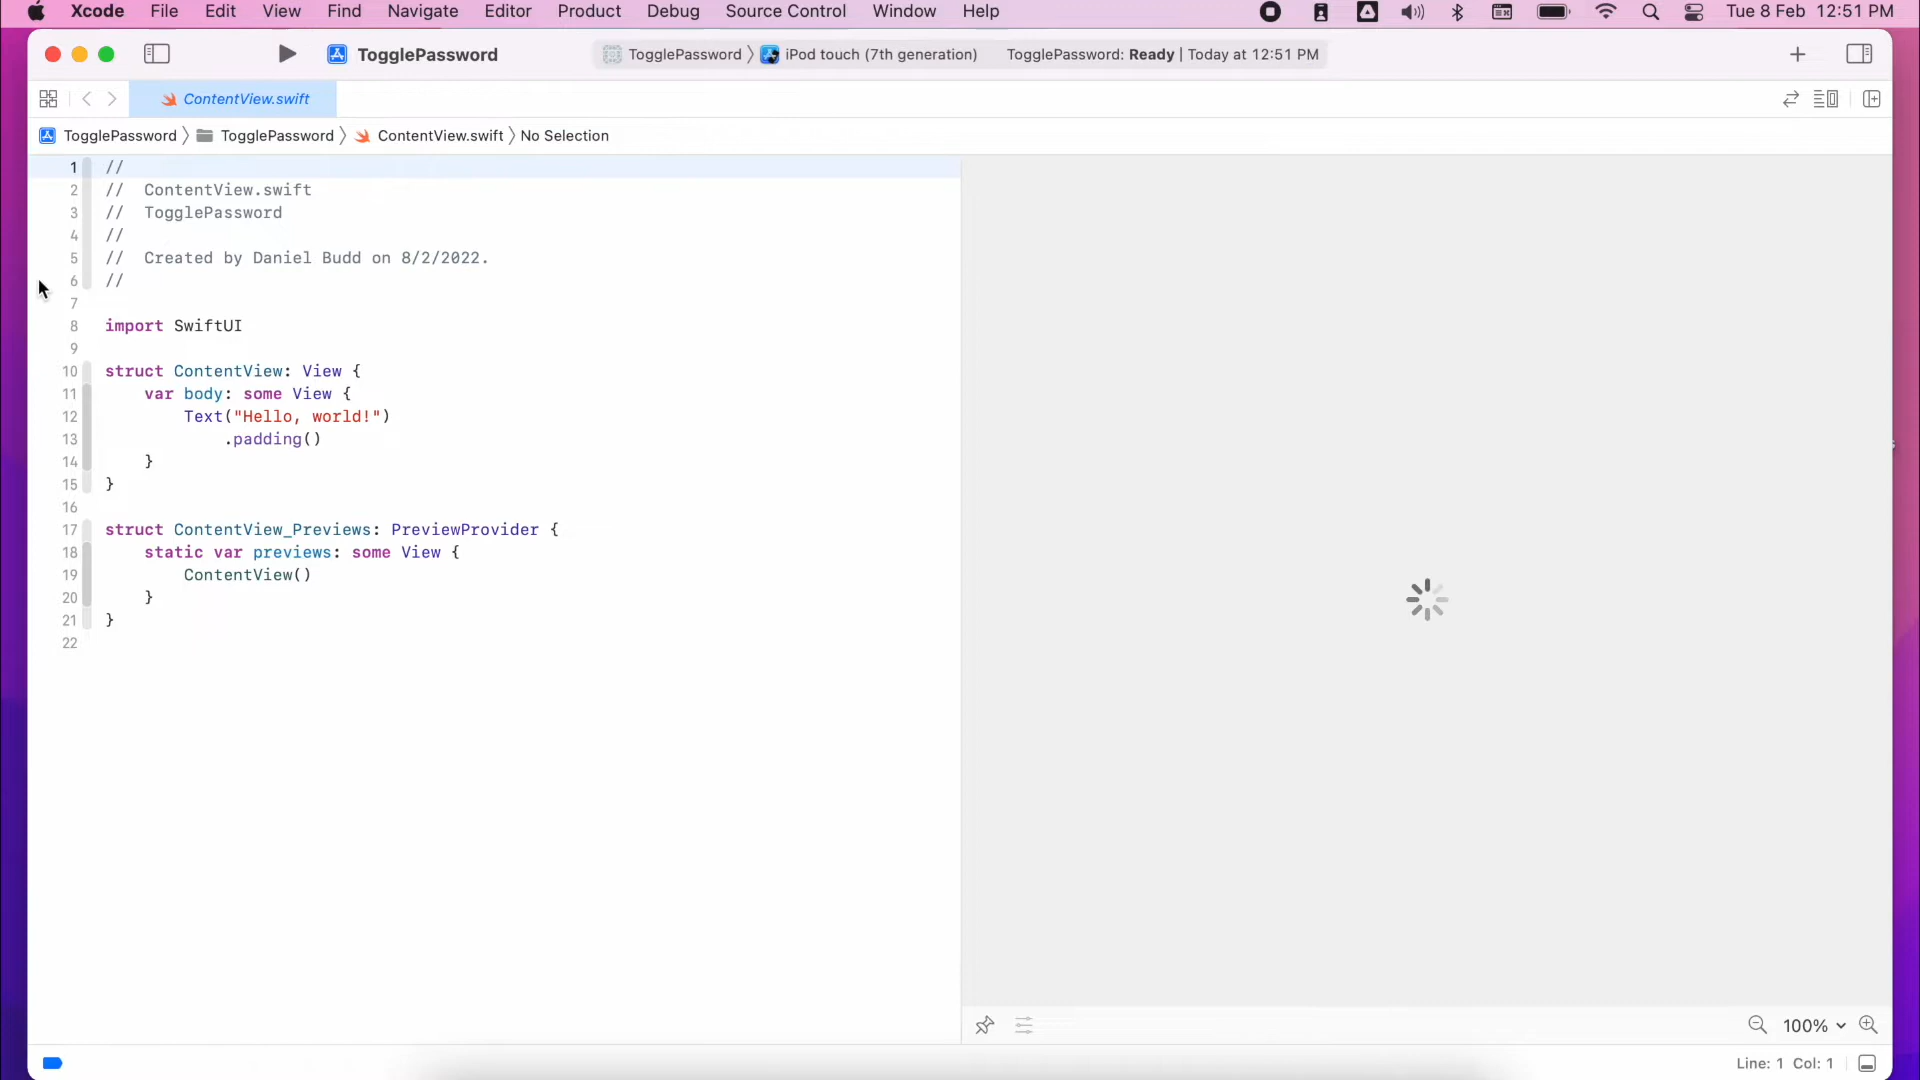 Xcode File Edit View Find Navigate Editor Product Debug Source Control Window Help Tue 8 Feb 12:51 PM
TogglePassword TogglePassword iPod touch (7th generation) TogglePassword: Ready | Today at 12:51 PM
ContentView.swift
TogglePassword TogglePassword ContentView.swift No Selection
1 //
2 //  ContentView.swift
3 //  TogglePassword
4 //
5 //  Created by Daniel Budd on 8/2/2022.
6 //
7
8 import SwiftUI
9
10 struct ContentView: View {
11     var body: some View {
12         Text("Hello, world!")
13             .padding()
14     }
15 }
16
17 struct ContentView_Previews: PreviewProvider {
18     static var previews: some View {
19         ContentView()
20     }
21 }
22
100%
Line: 1 Col: 1